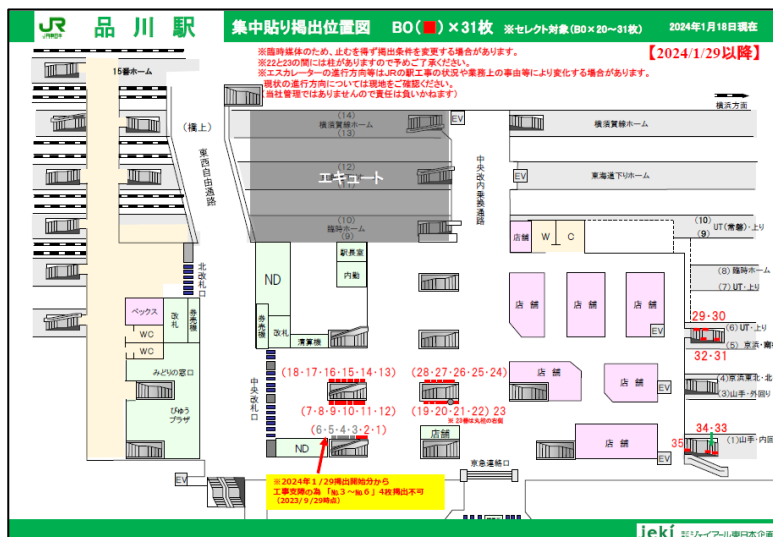 JR
JR東日本
品川駅
集中貼り掲出位置図 BO(■)×31枚 ※セレクト対象(B0×20~31枚)
2024年1月18日現在
※臨時媒体のため、止むを得ず掲出条件を変更する場合があります。
※22と23の間には柱がありますので予めご了承ください。
※エスカレーターの進行方向等はJRの駅工事の状況や業務上の事由等により変化する場合があります。
現状の進行方向については現地をご確認ください。
(当社管理ではありませんので責任は負いかねます)
【2024/1/29以降】
15番ホーム
(橋上)
東西自由通路
横浜方面
(14)
横須賀線ホーム
(13)
EV
横須賀線ホーム
(12)
エキュート
(11)
中央改内乗換通路
EV
東海道下りホーム
(10)
臨時ホーム
(9)
店舗
W
C
(10)
(9)
UT(常磐)・上り
北改札口
ND
駅長室
内勤
(8)臨時ホーム
(7)UT・上り
店舗
店舗
店舗
EV
29・30
(6)UT・上り
(5)京浜・南行
32・31
ベックス
改札
券売機
WC
WC
券売機
改札
清算機
みどりの窓口
びゅう
プラザ
中央改札口
(18・17・16・15・14・13)
(28・27・26・25・24)
(7・8・9・10・11・12)
(19・20・21・22) 23
※23番は丸柱の右側
(6・5・4・3・2・1)
店舗
店舗
EV
(4)京浜東北・北
(3)山手・外回り
ND
店舗
店舗
EV
34・33
35
(1)山手・内回
京急連絡口
EV
※2024年1/29掲出開始分から
工事支障の為 「№3~№6」4枚掲出不可
(2023/9/29時点)
jeki
㈱ジェイアール東日本企画